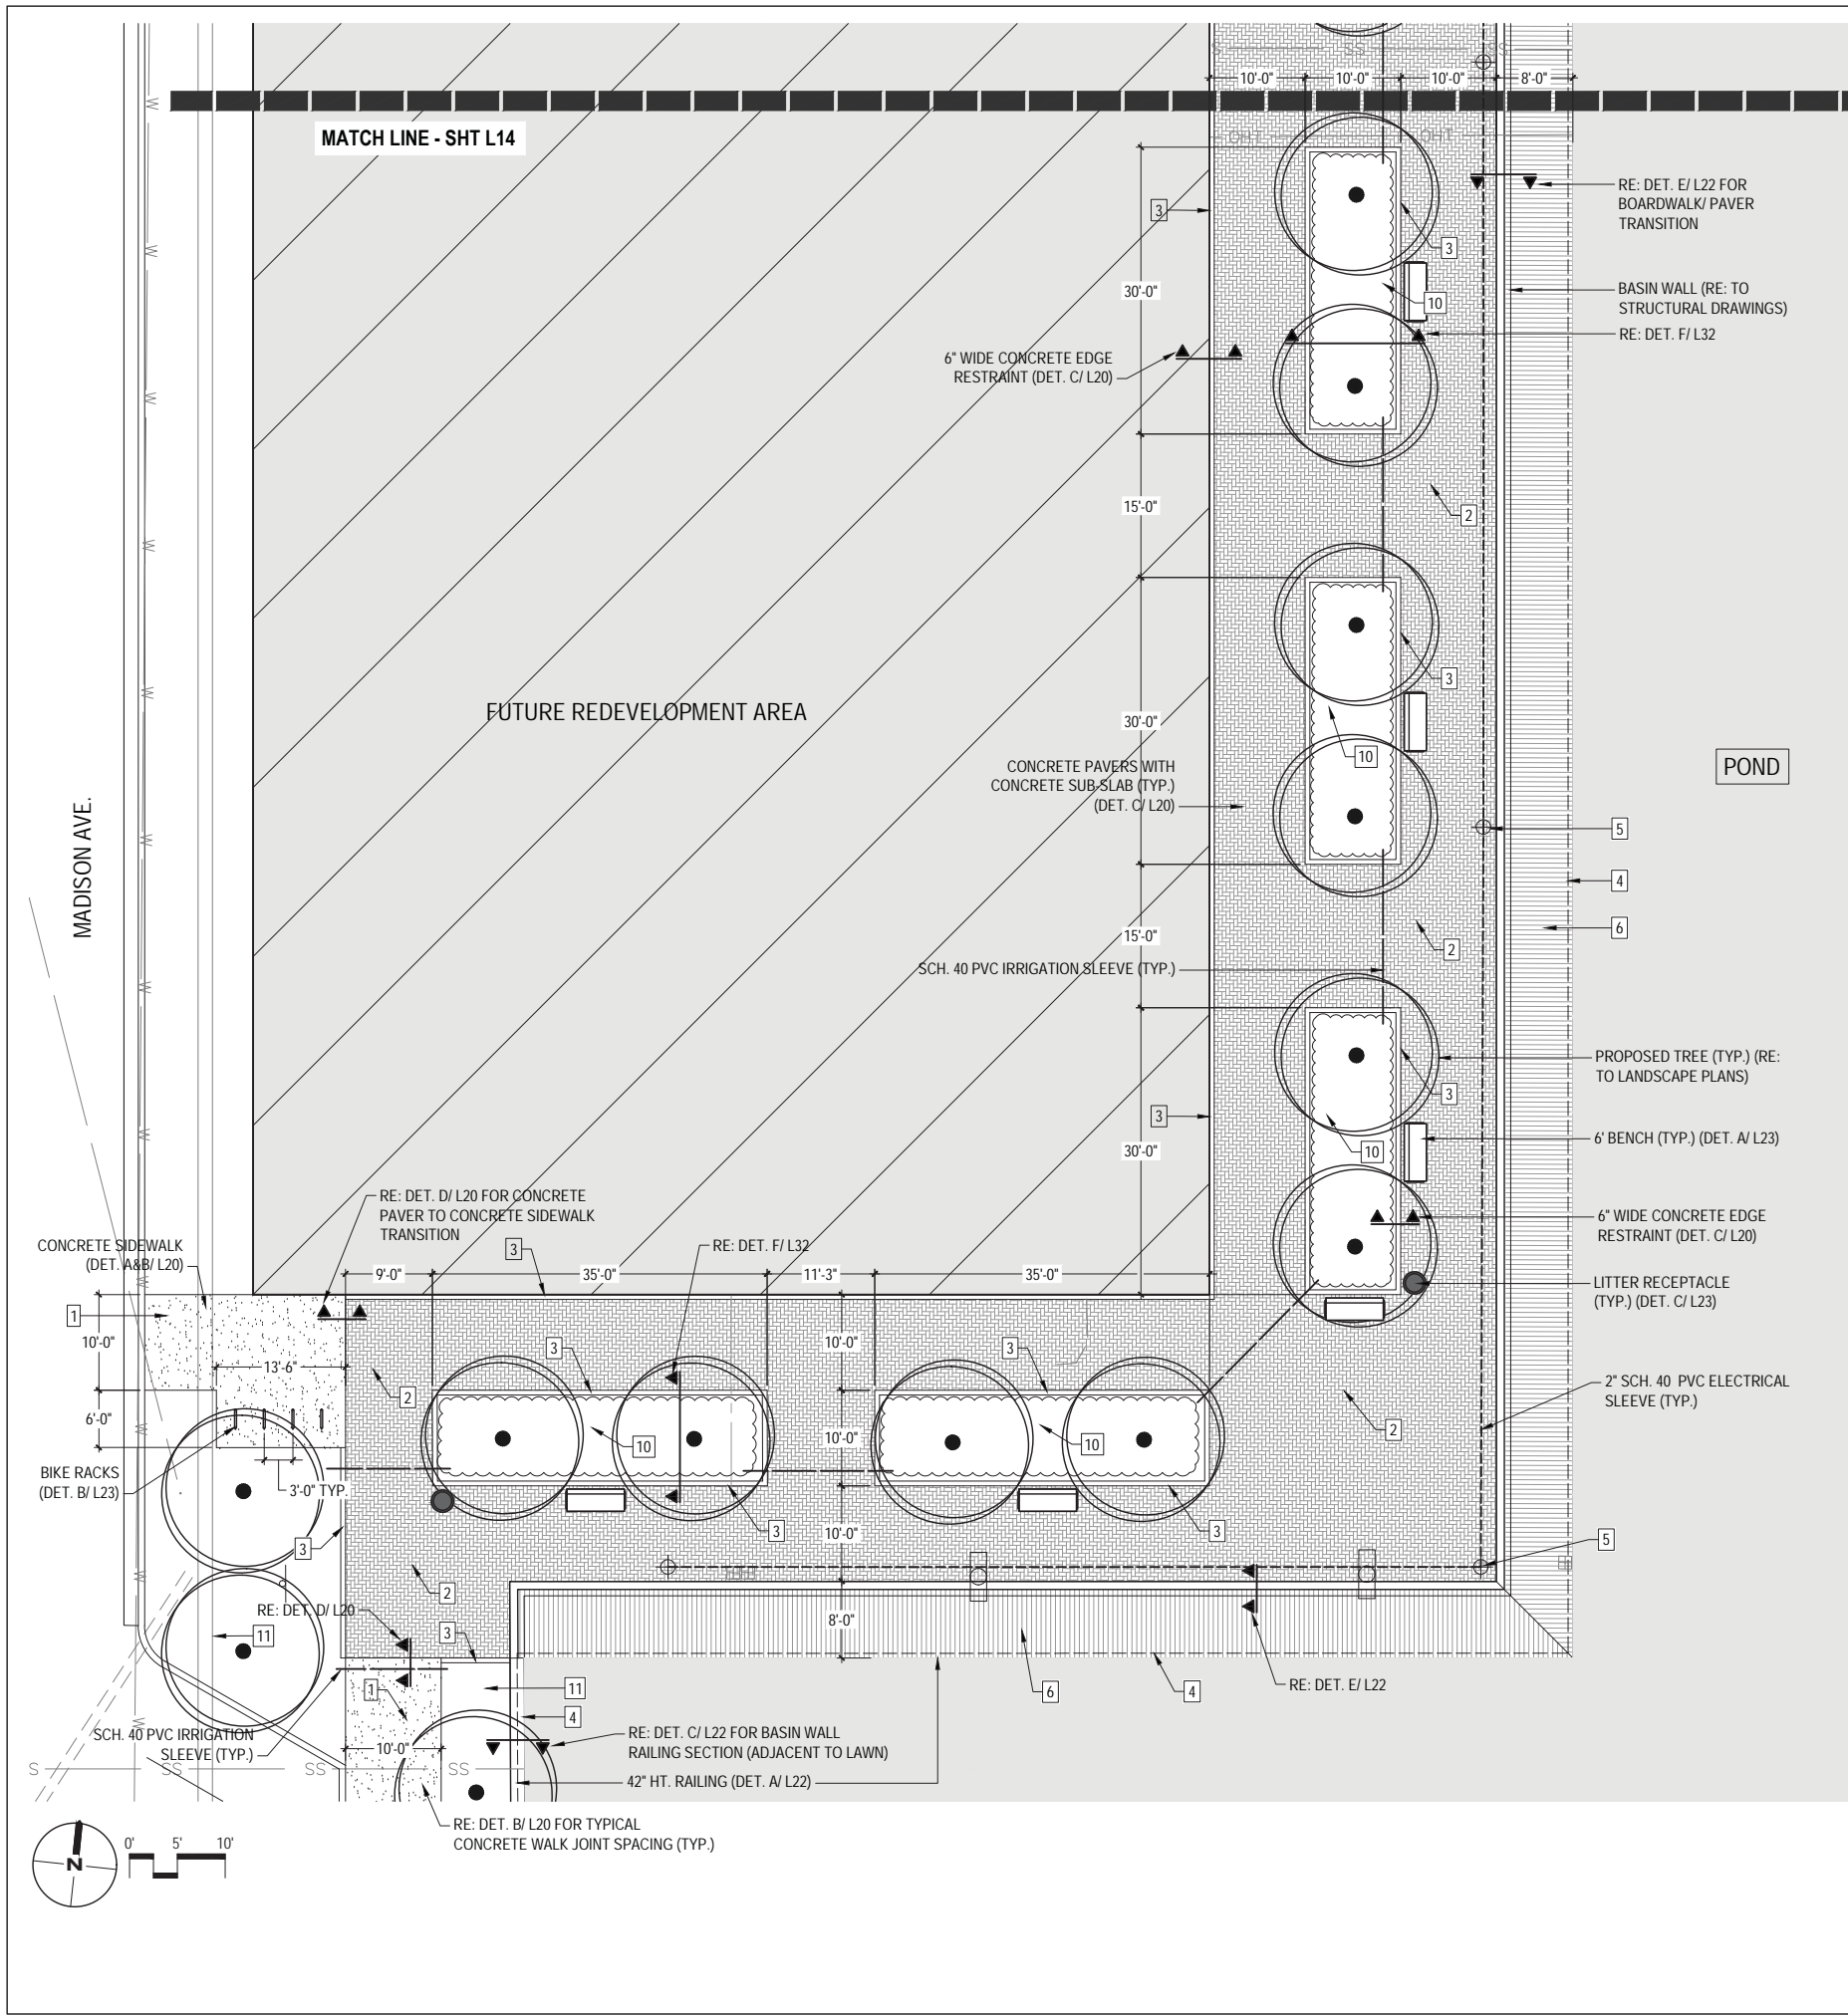 S
SS
SS
10'-0"
10'-0"
10'-0"
8'-0"
MATCH LINE - SHT L14
OHT
OHT
W
W
W
W
W
W
W
W
W
W
W
W
RE: DET. E/ L22 FOR
BOARDWALK/ PAVER
TRANSITION
3
3
30'-0"
10
BASIN WALL (RE: TO
STRUCTURAL DRAWINGS)
RE: DET. F/ L32
6" WIDE CONCRETE EDGE
RESTRAINT (DET. C/ L20)
15'-0"
2
3
FUTURE REDEVELOPMENT AREA
30'-0"
10
CONCRETE PAVERS WITH
CONCRETE SUB-SLAB (TYP.)
(DET. C/ L20)
POND
5
MADISON AVE.
4
6
15'-0"
2
SCH. 40 PVC IRRIGATION SLEEVE (TYP.)
PROPOSED TREE (TYP.) (RE:
TO LANDSCAPE PLANS)
3
3
6' BENCH (TYP.) (DET. A/ L23)
30'-0"
10
RE: DET. D/ L20 FOR CONCRETE
PAVER TO CONCRETE SIDEWALK
TRANSITION
6" WIDE CONCRETE EDGE
RESTRAINT (DET. C/ L20)
CONCRETE SIDEWALK
(DET. A&B/ L20)
3
RE: DET. F/ L32
9'-0"
35'-0"
11'-3"
35'-0"
LITTER RECEPTACLE
(TYP.) (DET. C/ L23)
1
10'-0"
10'-0"
3
3
13'-6"
2
2" SCH. 40 PVC ELECTRICAL
SLEEVE (TYP.)
6'-0"
2
10
10'-0"
10
BIKE RACKS
(DET. B/ L23)
3'-0" TYP.
3
10'-0"
3
3
5
2
RE: DET. D/ L20
8'-0"
11
3
1
11
6
4
RE: DET. E/ L22
4
SCH. 40 PVC IRRIGATION
SLEEVE (TYP.)
10'-0"
RE: DET. C/ L22 FOR BASIN WALL
RAILING SECTION (ADJACENT TO LAWN)
S
SS
SS
SS
42" HT. RAILING (DET. A/ L22)
RE: DET. B/ L20 FOR TYPICAL
CONCRETE WALK JOINT SPACING (TYP.)
N
0'
5'
10'